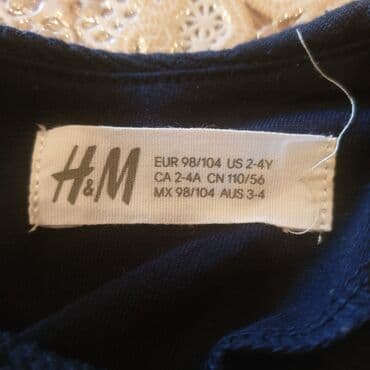 H&M
EUR 98/104 US 2-4Y
CA 2-4A CN 110/56
MX 98/104 AUS 3-4